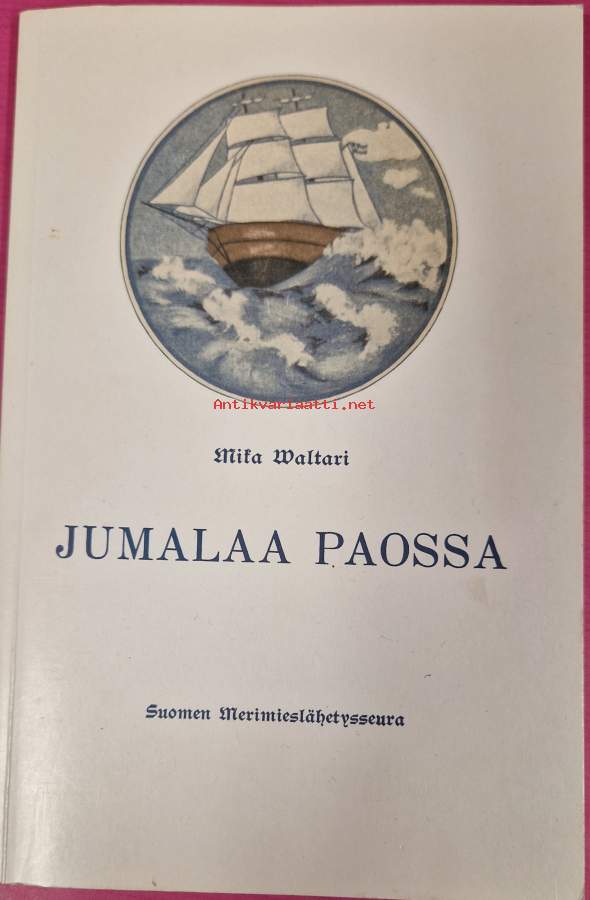 Antikvariaatti.net
Mika Waltari
JUMALAA PAOSSA
Suomen Merimieslähetysseura